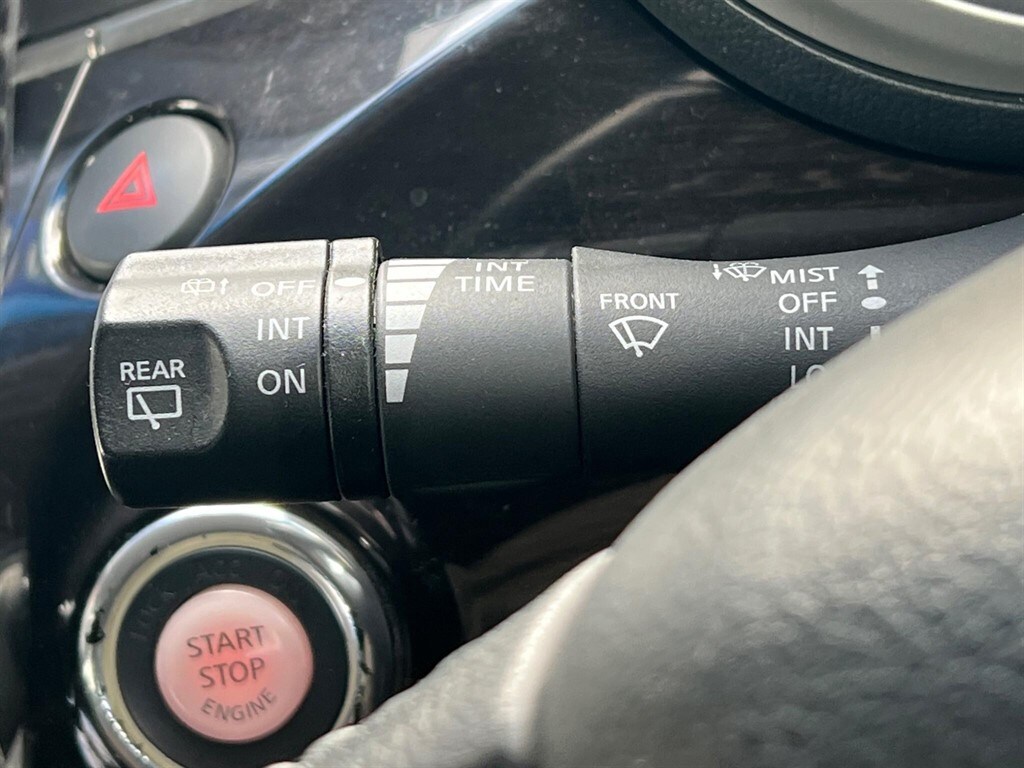 OFF
INT
ON
REAR
INT
TIME
FRONT
MIST
OFF
INT
START
STOP
ENGINE